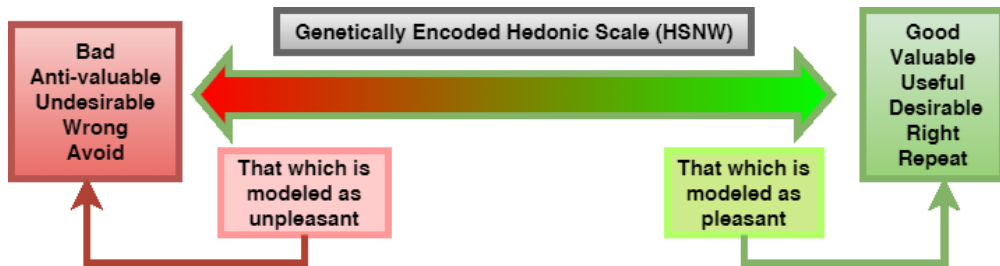 Genetically Encoded Hedonic Scale (HSNW)
Bad
Anti-valuable
Undesirable
Wrong
Avoid
Good
Valuable
Useful
Desirable
Right
Repeat
That which is
modeled as
unpleasant
That which is
modeled as
pleasant